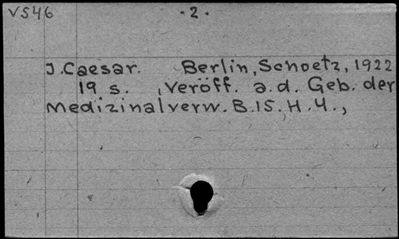 VS46
- 2 -
J. Caesar. Berlin, Schoetz, 1922
19 s. , Veröff. a. d. Geb. der
Medizinalverw. B. 15. H. 4.,